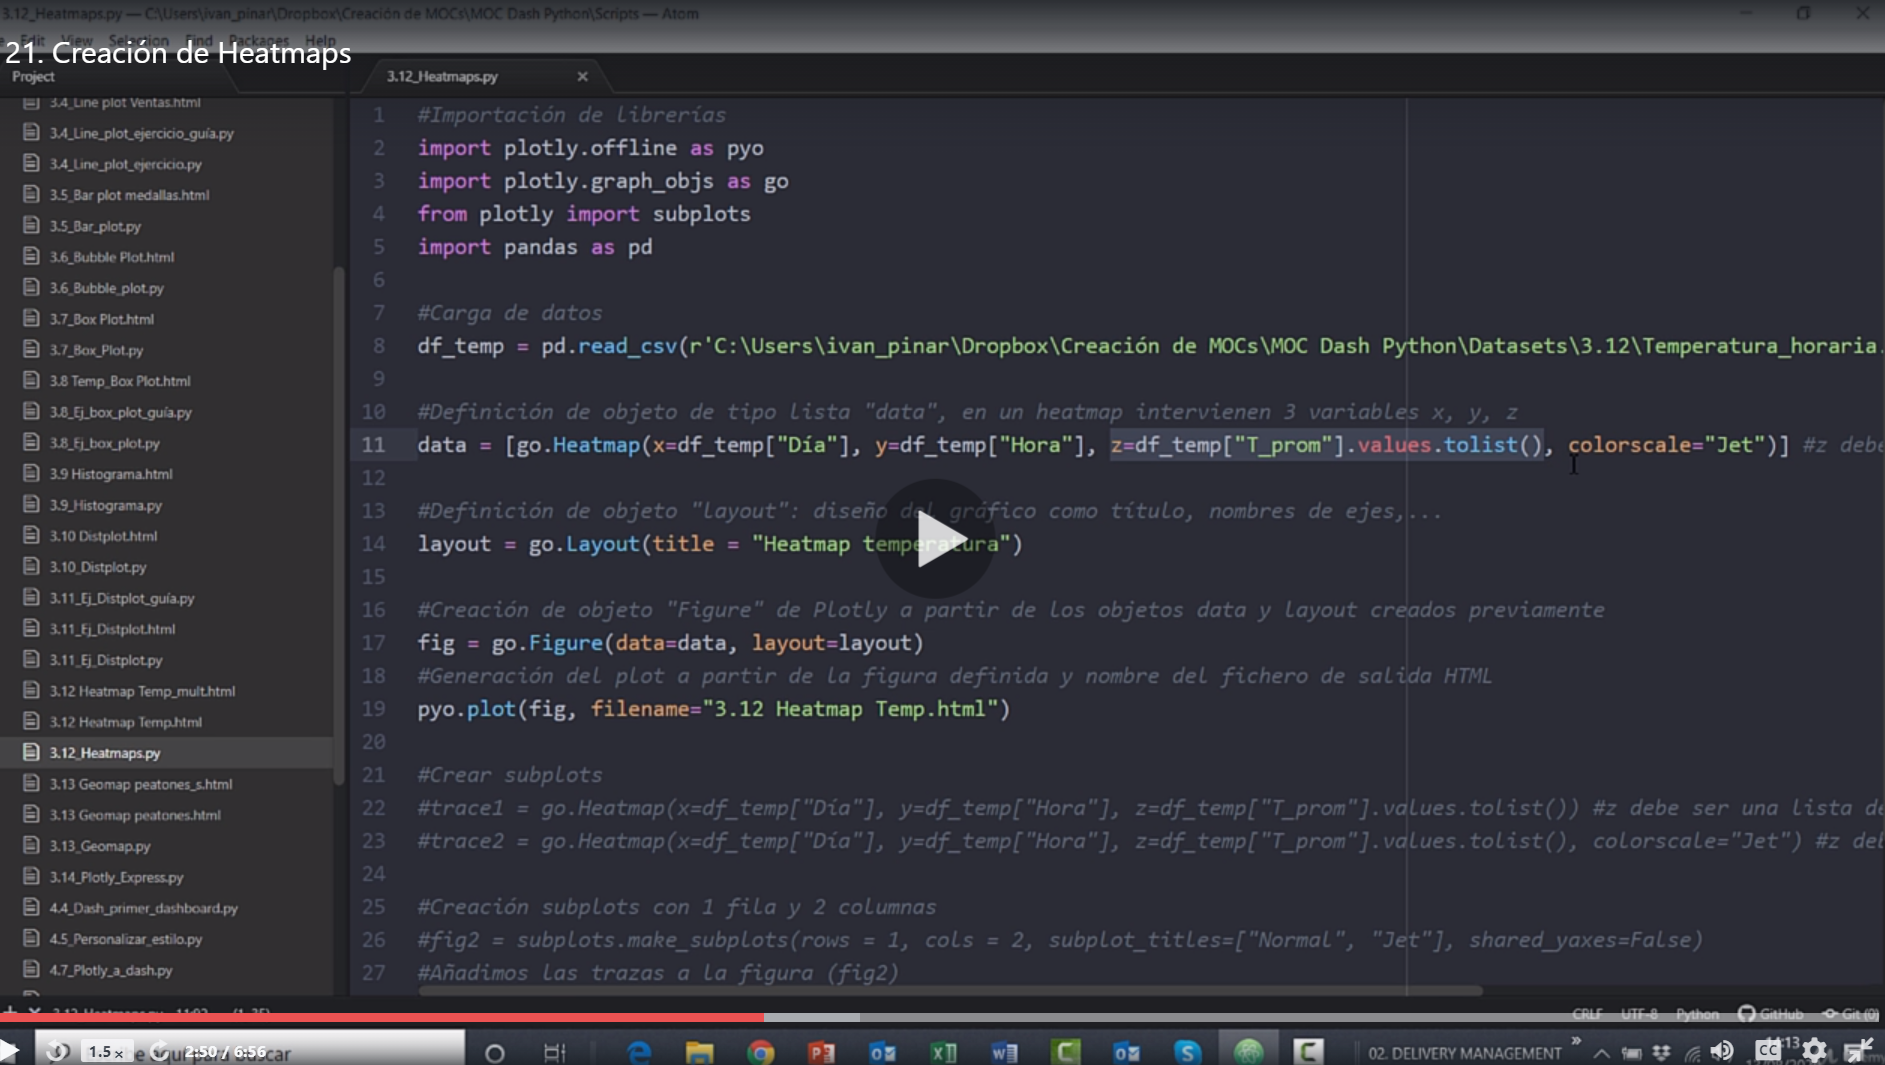 3.12_Heatmaps.py — C:\Users\ivan_pinar\Dropbox\Creación de MOCs\MOC Dash Python\Scripts — Atom
Edit View Selection Find Packages Help
21. Creación de Heatmaps
Project
3.12_Heatmaps.py
3.4_Line plot Ventas.html
3.4_Line_plot_ejercicio_guía.py
3.4_Line_plot_ejercicio.py
3.5_Bar plot medallas.html
3.5_Bar_plot.py
3.6_Bubble Plot.html
3.6_Bubble_plot.py
3.7_Box Plot.html
3.7_Box_Plot.py
3.8 Temp_Box Plot.html
3.8_Ej_box_plot_guía.py
3.8_Ej_box_plot.py
3.9 Histograma.html
3.9_Histograma.py
3.10 Distplot.html
3.10_Distplot.py
3.11_Ej_Distplot_guía.py
3.11_Ej_Distplot.html
3.11_Ej_Distplot.py
3.12 Heatmap Temp_mult.html
3.12 Heatmap Temp.html
3.12_Heatmaps.py
3.13 Geomap peatones_s.html
3.13 Geomap peatones.html
3.13_Geomap.py
3.14_Plotly_Express.py
4.4_Dash_primer_dashboard.py
4.5_Personalizar_estilo.py
4.7_Plotly_a_dash.py
1 #Importación de librerías
2 import plotly.offline as pyo
3 import plotly.graph_objs as go
4 from plotly import subplots
5 import pandas as pd
6
7 #Carga de datos
8 df_temp = pd.read_csv(r'C:\Users\ivan_pinar\Dropbox\Creación de MOCs\MOC Dash Python\Datasets\3.12\Temperatura_horaria.
9
10 #Definición de objeto de tipo lista "data", en un heatmap intervienen 3 variables x, y, z
11 data = [go.Heatmap(x=df_temp["Día"], y=df_temp["Hora"], z=df_temp["T_prom"].values.tolist(), colorscale="Jet")] #z debe
12
13 #Definición de objeto "layout": diseño del gráfico como título, nombres de ejes,...
14 layout = go.Layout(title = "Heatmap temperatura")
15
16 #Creación de objeto "Figure" de Plotly a partir de los objetos data y layout creados previamente
17 fig = go.Figure(data=data, layout=layout)
18 #Generación del plot a partir de la figura definida y nombre del fichero de salida HTML
19 pyo.plot(fig, filename="3.12 Heatmap Temp.html")
20
21 #Crear subplots
22 #trace1 = go.Heatmap(x=df_temp["Día"], y=df_temp["Hora"], z=df_temp["T_prom"].values.tolist()) #z debe ser una lista de
23 #trace2 = go.Heatmap(x=df_temp["Día"], y=df_temp["Hora"], z=df_temp["T_prom"].values.tolist(), colorscale="Jet") #z de
24
25 #Creación subplots con 1 fila y 2 columnas
26 #fig2 = subplots.make_subplots(rows = 1, cols = 2, subplot_titles=["Normal", "Jet"], shared_yaxes=False)
27 #Añadimos las trazas a la figura (fig2)
CRLF UTF-8 Python GitHub Git (0)
1.5 x aquí para buscar 2:50 / 6:56
02. DELIVERY MANAGEMENT
CC